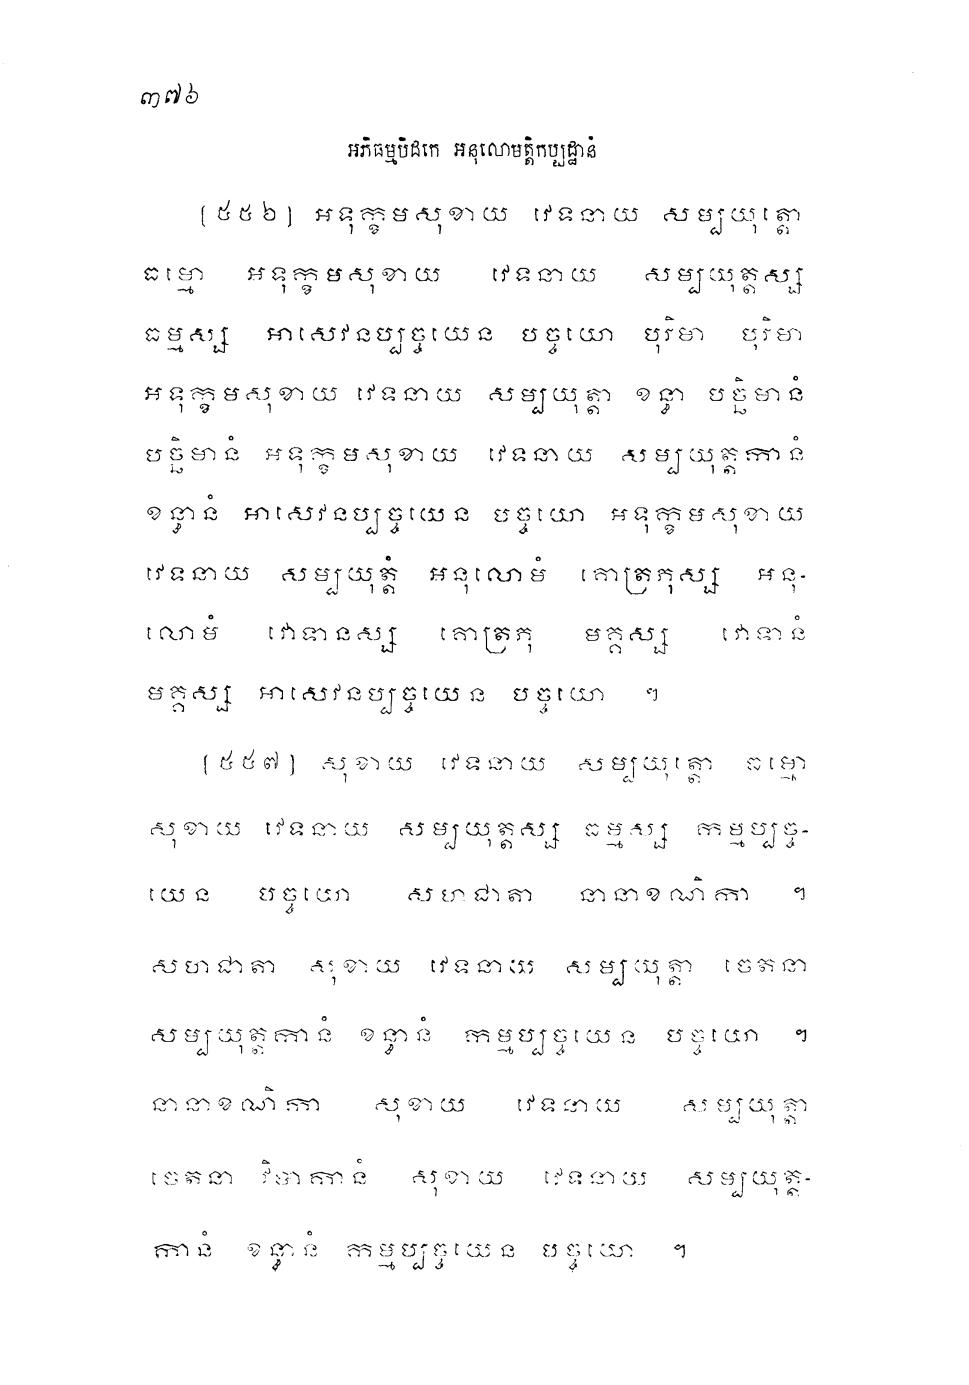 ៣៧៦
អភិធម្មបិដកេ អនុលោមត្តិកប្បដ្ឋានំ
[៥៥៦] អទុក្ខមសុខាយ វេទនាយ សម្បយុត្តោ
ធម្មោ អទុក្ខមសុខាយ វេទនាយ សម្បយុត្តស្ស
ធម្មស្ស អាសេវនប្បច្ចយេន បច្ចយោ បុរិមា បុរិមា
អទុក្ខមសុខាយ វេទនាយ សម្បយុត្តា ខន្ធា បច្ឆិមានំ
បច្ឆិមានំ អទុក្ខមសុខាយ វេទនាយ សម្បយុត្តកានំ
ខន្ធានំ អាសេវនប្បច្ចយេន បច្ចយោ អទុក្ខមសុខាយ
វេទនាយ សម្បយុត្តំ អនុលោមំ គោត្រភុស្ស អនុ-
លោមំ វោទានស្ស គោត្រភុ មគ្គស្ស វោទានំ
មគ្គស្ស អាសេវនប្បច្ចយេន បច្ចយោ ។
[៥៥៧] សុខាយ វេទនាយ សម្បយុត្តោ ធម្មោ
សុខាយ វេទនាយ សម្បយុត្តស្ស ធម្មស្ស កម្មប្បច្ច-
យេន បច្ចយោ សហជាតា នានាខណិកា ។
សហជាតា សុខាយ វេទនាយ សម្បយុត្តា ចេតនា
សម្បយុត្តកានំ ខន្ធានំ កម្មប្បច្ចយេន បច្ចយោ ។
នានាខណិកា សុខាយ វេទនាយ សម្បយុត្តា
ចេតនា វិបាកានំ សុខាយ វេទនាយ សម្បយុត្ត-
កានំ ខន្ធានំ កម្មប្បច្ចយេន បច្ចយោ ។